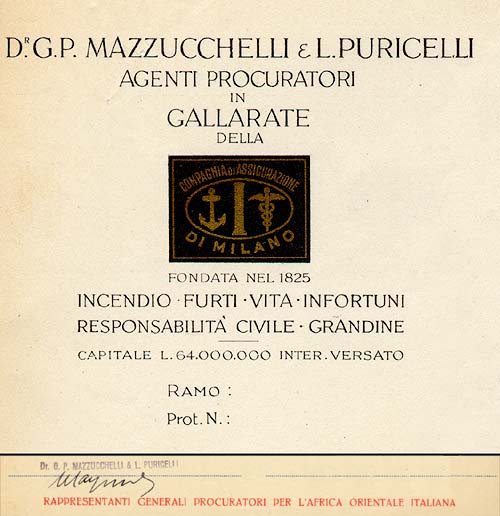 Dr. G.P. MAZZUCCHELLI & L. PURICELLI
AGENTI PROCURATORI
IN
GALLARATE
DELLA
COMPAGNIA DI ASSICURAZIONE
DI MILANO
FONDATA NEL 1825
INCENDIO · FURTI · VITA · INFORTUNI
RESPONSABILITÀ CIVILE · GRANDINE
CAPITALE L. 64.000.000 INTER. VERSATO
RAMO :
Prot. N. :
Dr. G. P. MAZZUCCHELLI & L. PURICELLI
RAPPRESENTANTI GENERALI PROCURATORI PER L'AFRICA ORIENTALE ITALIANA